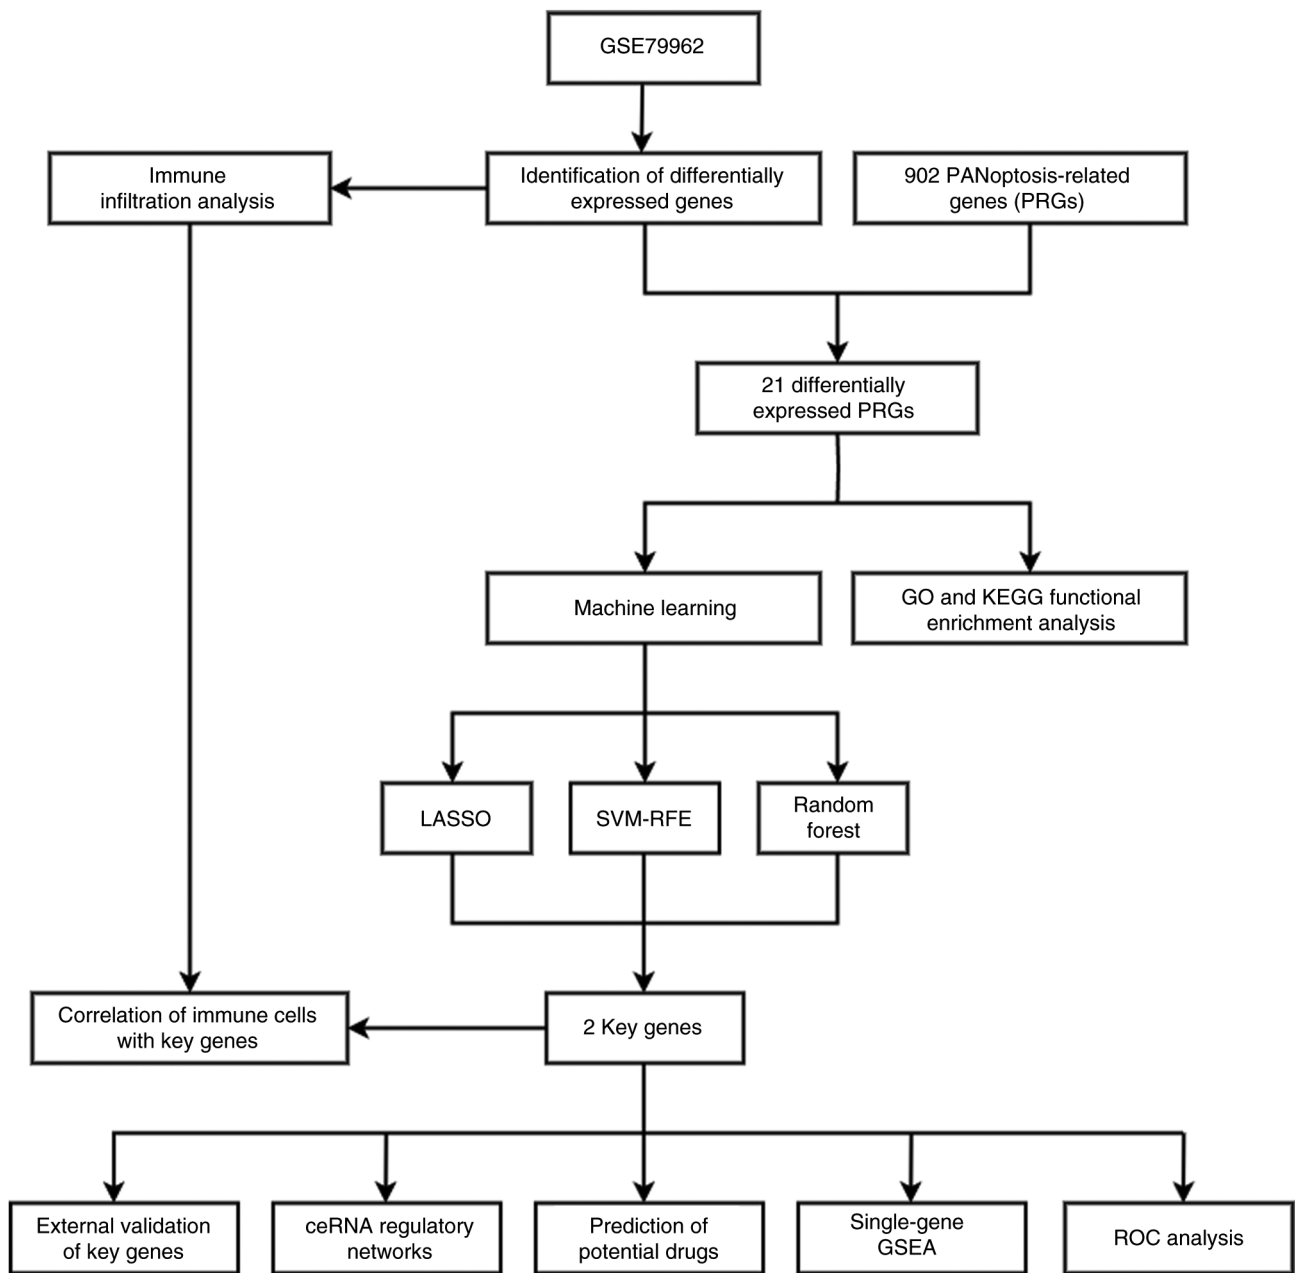 GSE79962
Immune
infiltration analysis
Identification of differentially
expressed genes
902 PANoptosis-related
genes (PRGs)
21 differentially
expressed PRGs
Machine learning
GO and KEGG functional
enrichment analysis
LASSO
SVM-RFE
Random
forest
Correlation of immune cells
with key genes
2 Key genes
External validation
of key genes
ceRNA regulatory
networks
Prediction of
potential drugs
Single-gene
GSEA
ROC analysis